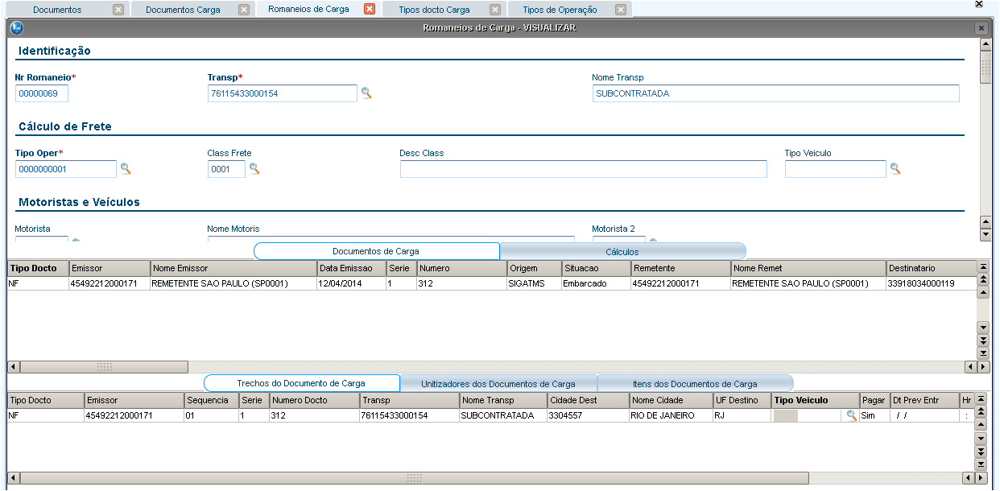 Documentos Documentos Carga Romaneios de Carga Tipos docto Carga Tipos de Operação
Romaneios de Carga - VISUALIZAR
Identificação
Nr Romaneio* Transp* Nome Transp
00000069 76115433000154 SUBCONTRATADA
Cálculo de Frete
Tipo Oper* Class Frete Desc Class Tipo Veículo
0000000001 0001
Motoristas e Veículos
Motorista Nome Motoris Motorista 2
Documentos de Carga Cálculos
Tipo Docto Emissor Nome Emissor Data Emissao Serie Numero Origem Situacao Remetente Nome Remet Destinatario
NF 45492212000171 REMETENTE SAO PAULO (SP0001) 12/04/2014 1 312 SIGATMS Embarcado 45492212000171 REMETENTE SAO PAULO (SP0001) 33918034000119
Trechos do Documento de Carga Unitizadores dos Documentos de Carga Itens dos Documentos de Carga
Tipo Docto Emissor Sequencia Serie Numero Docto Transp Nome Transp Cidade Dest Nome Cidade UF Destino Tipo Veiculo Pagar Dt Prev Entr Hr
NF 45492212000171 01 1 312 76115433000154 SUBCONTRATADA 3304557 RIO DE JANEIRO RJ Sim / / :